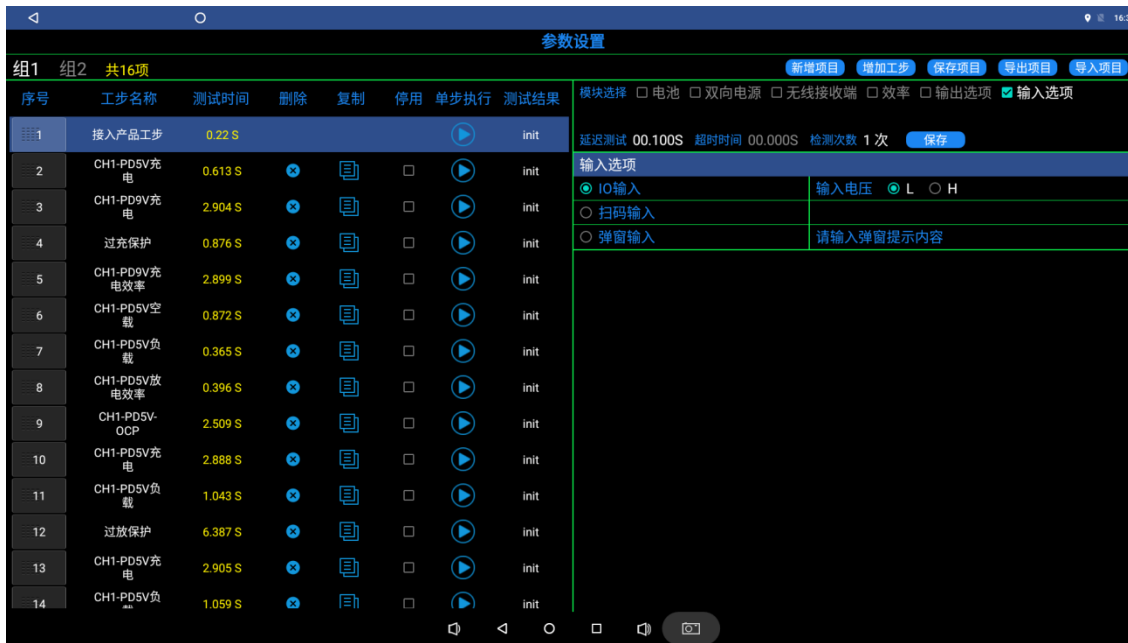 16:3
参数设置
组1 组2 共16项 新增项目 增加工步 保存项目 导出项目 导入项目
序号 工步名称 测试时间 删除 复制 停用 单步执行 测试结果
模块选择 电池 双向电源 无线接收端 效率 输出选项 输入选项
延迟测试 00.100S 超时时间 00.000S 检测次数 1 次 保存
输入选项
IO输入 输入电压 L H
扫码输入
弹窗输入 请输入弹窗提示内容
1 接入产品工步 0.22 S init
2 CH1-PD5V充
电 0.613 S init
3 CH1-PD9V充
电 2.904 S init
4 过充保护 0.876 S init
5 CH1-PD9V充
电效率 2.899 S init
6 CH1-PD5V空
载 0.872 S init
7 CH1-PD5V负
载 0.365 S init
8 CH1-PD5V放
电效率 0.396 S init
9 CH1-PD5V-
OCP 2.509 S init
10 CH1-PD5V充
电 2.888 S init
11 CH1-PD5V负
载 1.043 S init
12 过放保护 6.387 S init
13 CH1-PD5V充
电 2.905 S init
14 CH1-PD5V负
1.059 S init